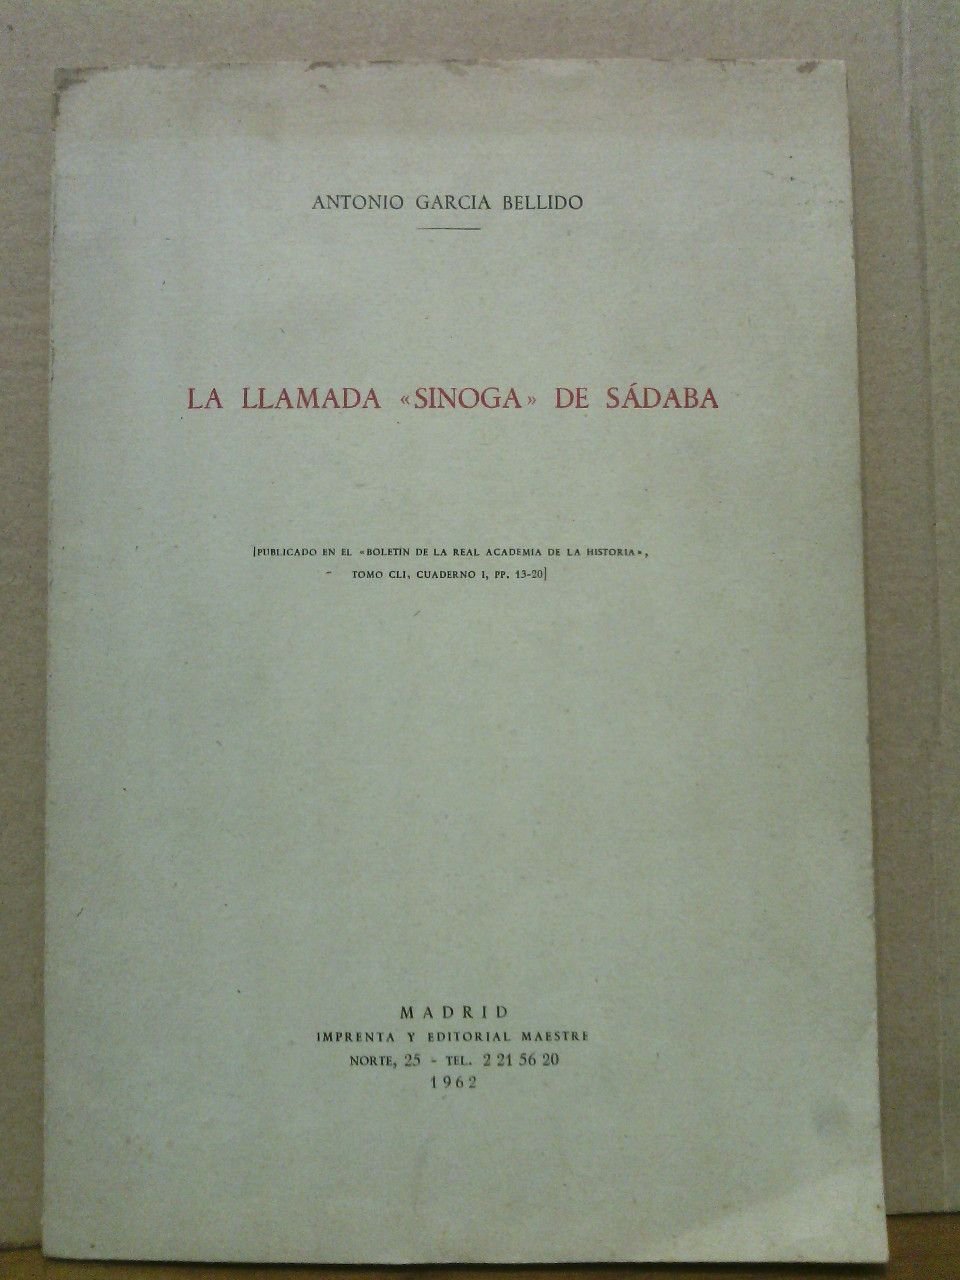 ANTONIO GARCIA BELLIDO
LA LLAMADA «SINOGA» DE SÁDABA
[PUBLICADO EN EL «BOLETIN DE LA REAL ACADEMIA DE LA HISTORIA»,
TOMO CLI, CUADERNO I, PP. 13-20]
MADRID
IMPRENTA Y EDITORIAL MAESTRE
NORTE, 25 - TEL. 2 21 56 20
1962